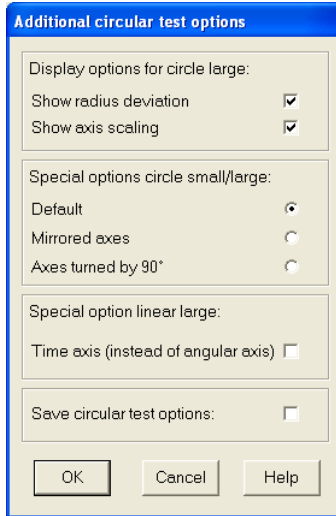 Additional circular test options
Display options for circle large:
Show radius deviation
Show axis scaling
Special options circle small/large:
Default
Mirrored axes
Axes turned by 90°
Special option linear large:
Time axis (instead of angular axis)
Save circular test options:
OK Cancel Help